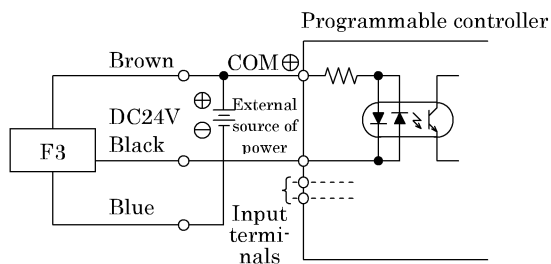 Programmable controller
Brown
COM ⊕
⊕
DC24V
⊖
External
source of
power
F3
Black
Blue
Input
termi-
nals